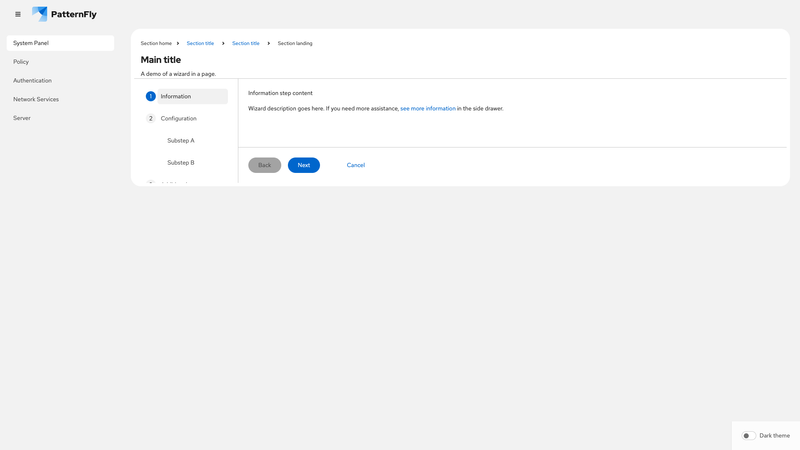 PatternFly
System Panel
Policy
Authentication
Network Services
Server
Section home
Section title
Section title
Section landing
Main title
A demo of a wizard in a page.
1 Information
2 Configuration
Substep A
Substep B
Information step content
Wizard description goes here. If you need more assistance, see more information in the side drawer.
Back
Next
Cancel
Dark theme